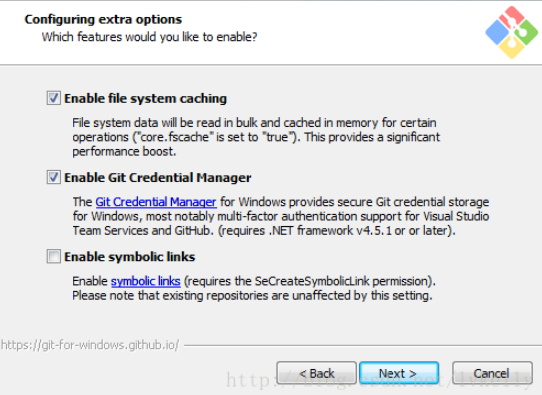 Configuring extra options
Which features would you like to enable?
Enable file system caching
File system data will be read in bulk and cached in memory for certain
operations ("core.fscache" is set to "true"). This provides a significant
performance boost.
Enable Git Credential Manager
The Git Credential Manager for Windows provides secure Git credential storage
for Windows, most notably multi-factor authentication support for Visual Studio
Team Services and GitHub. (requires .NET framework v4.5.1 or or later).
Enable symbolic links
Enable symbolic links (requires the SeCreateSymbolicLink permission).
Please note that existing repositories are unaffected by this setting.
https://git-for-windows.github.io/
< Back Next > Cancel